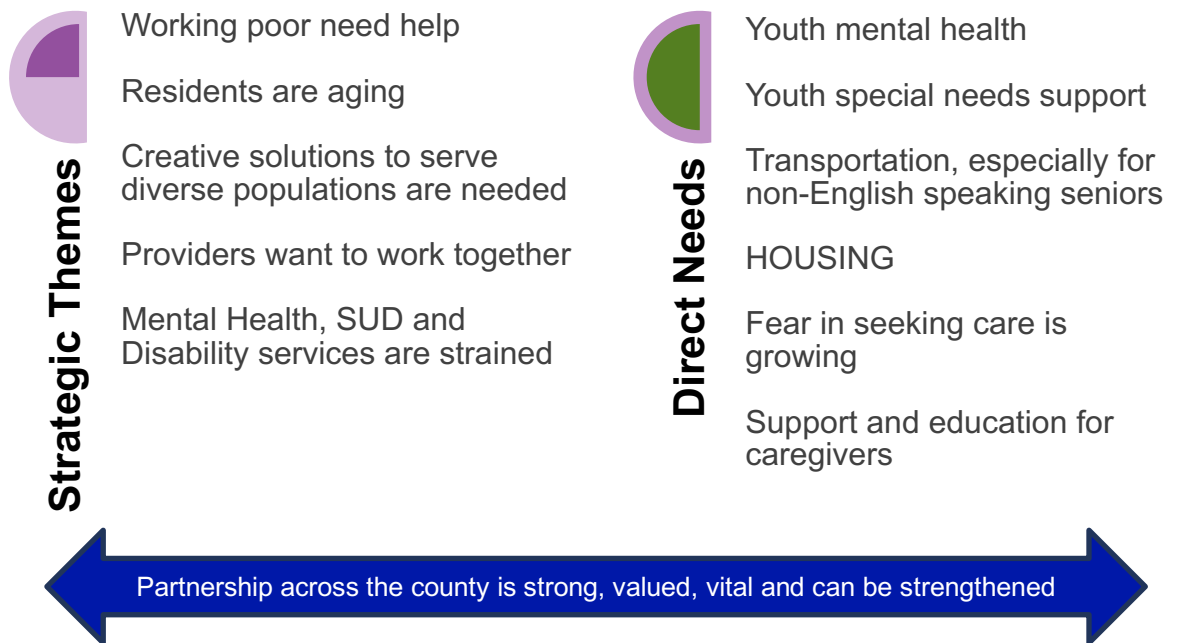 Strategic Themes
Working poor need help
Residents are aging
Creative solutions to serve
diverse populations are needed
Providers want to work together
Mental Health, SUD and
Disability services are strained
Direct Needs
Youth mental health
Youth special needs support
Transportation, especially for
non-English speaking seniors
HOUSING
Fear in seeking care is
growing
Support and education for
caregivers
Partnership across the county is strong, valued, vital and can be strengthened